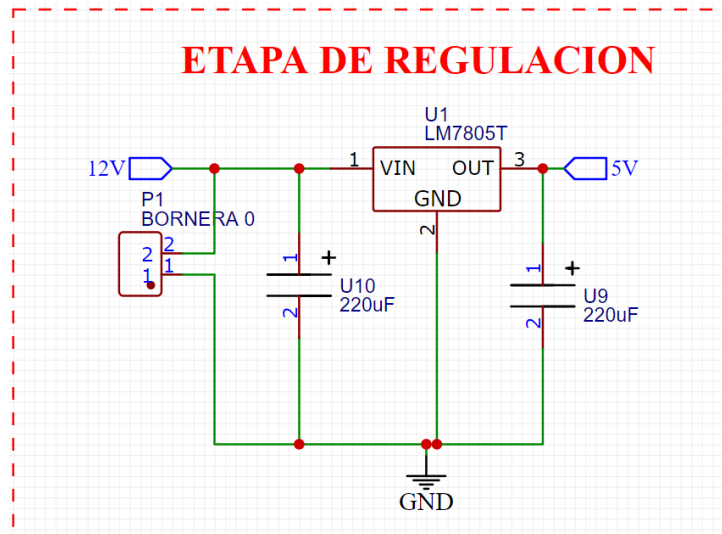 ETAPA DE REGULACION
U1
LM7805T
12V
1
VIN
OUT
3
5V
GND
2
P1
BORNERA 0
2
2
1
1
1
+
U10
220uF
2
1
+
U9
220uF
2
GND